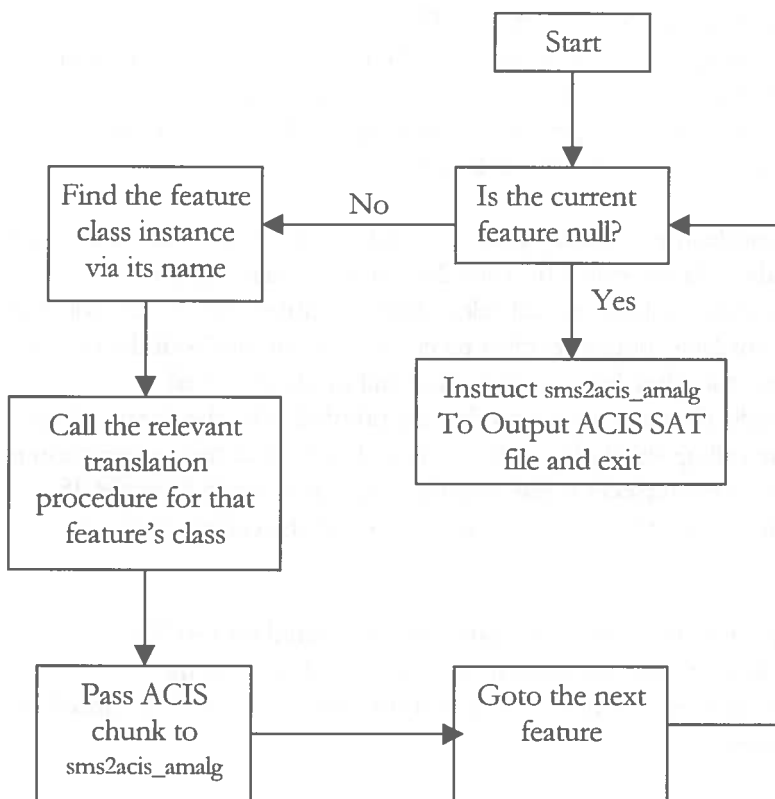 Start
Is the current
feature null?
No
Find the feature
class instance
via its name
Yes
Instruct sms2acis_amalg
To Output ACIS SAT
file and exit
Call the relevant
translation
procedure for that
feature's class
Pass ACIS
chunk to
sms2acis_amalg
Goto the next
feature